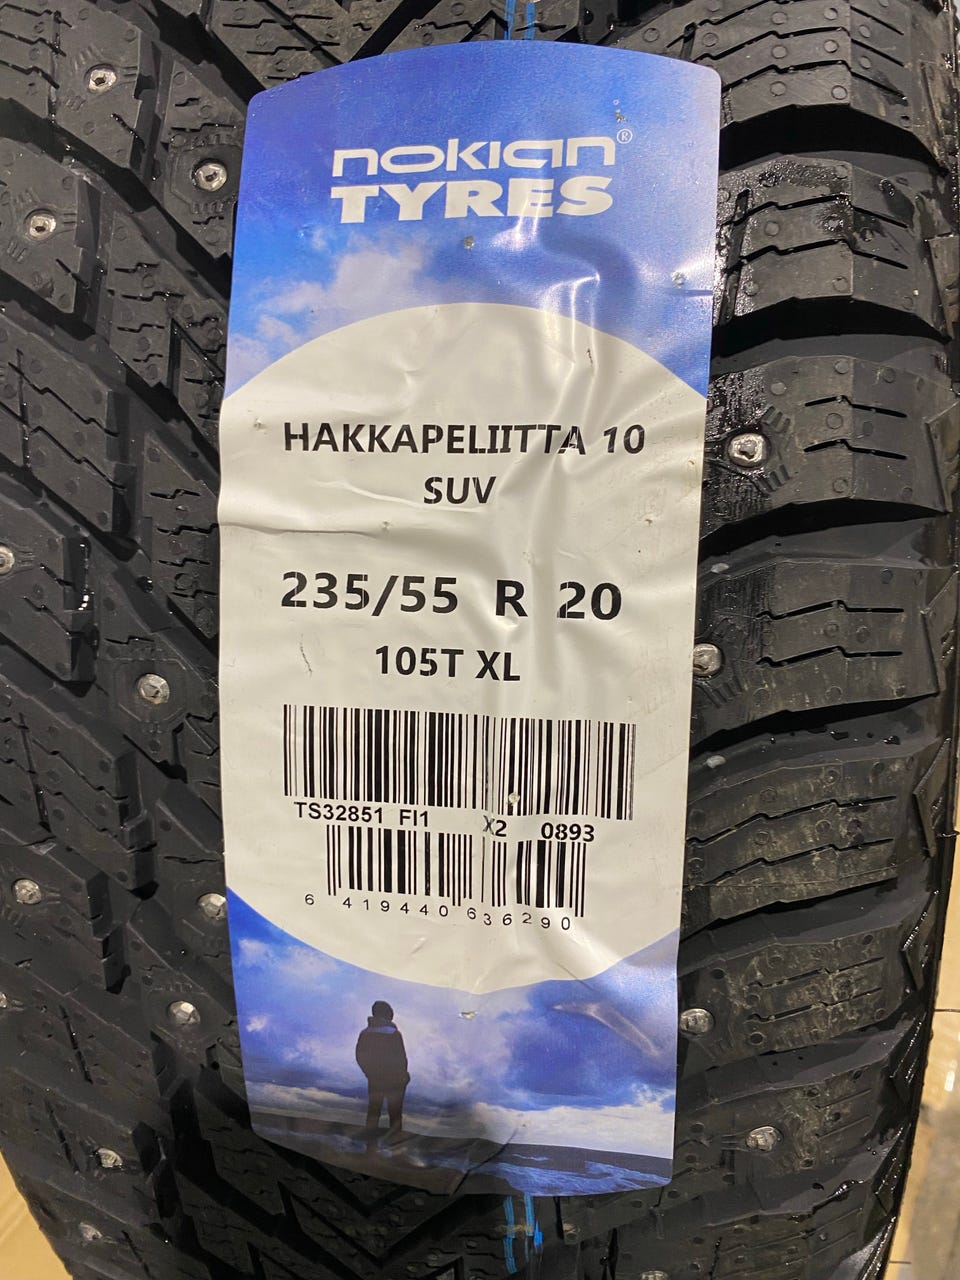 nokian®
TYRES
HAKKAPELIITTA 10
SUV
235/55 R 20
105T XL
TS32851 FI1 X2 0893
6 419440 636290